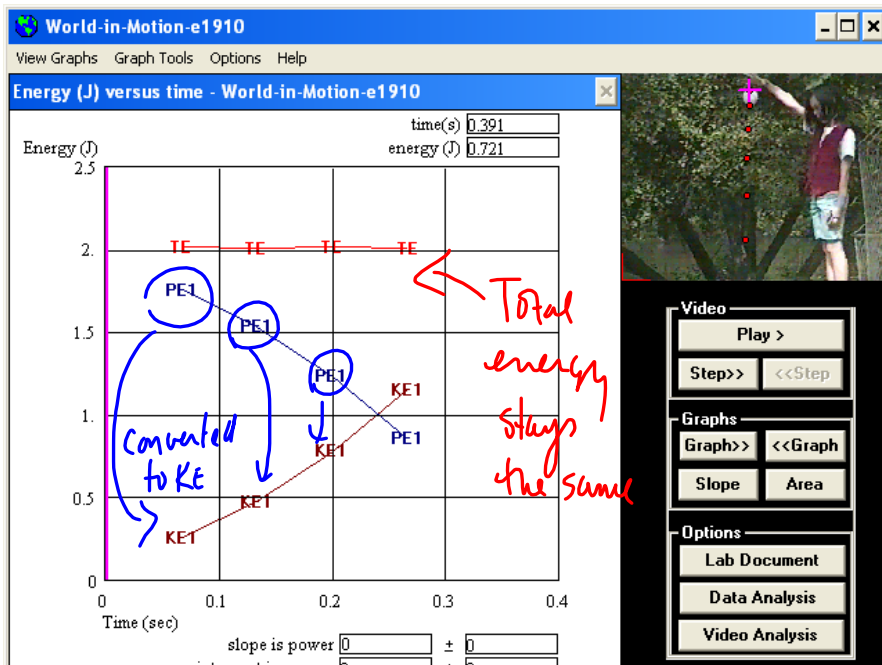 World-in-Motion-e1910
View Graphs Graph Tools Options Help
Energy (J) versus time - World-in-Motion-e1910
time(s) 0.391
Energy (J)
energy (J) 0.721
2.5
2.
1.5
1.
0.5
0
0 0.1 0.2 0.3 0.4
Time (sec)
TE TE TE TE
PE1
PE1
PE1
PE1
KE1
KE1
KE1
KE1
converted
to KE
Total
energy
stays
the same
slope is power 0 ± 0
Video
Play >
Step>> <<Step
Graphs
Graph>> <<Graph
Slope Area
Options
Lab Document
Data Analysis
Video Analysis